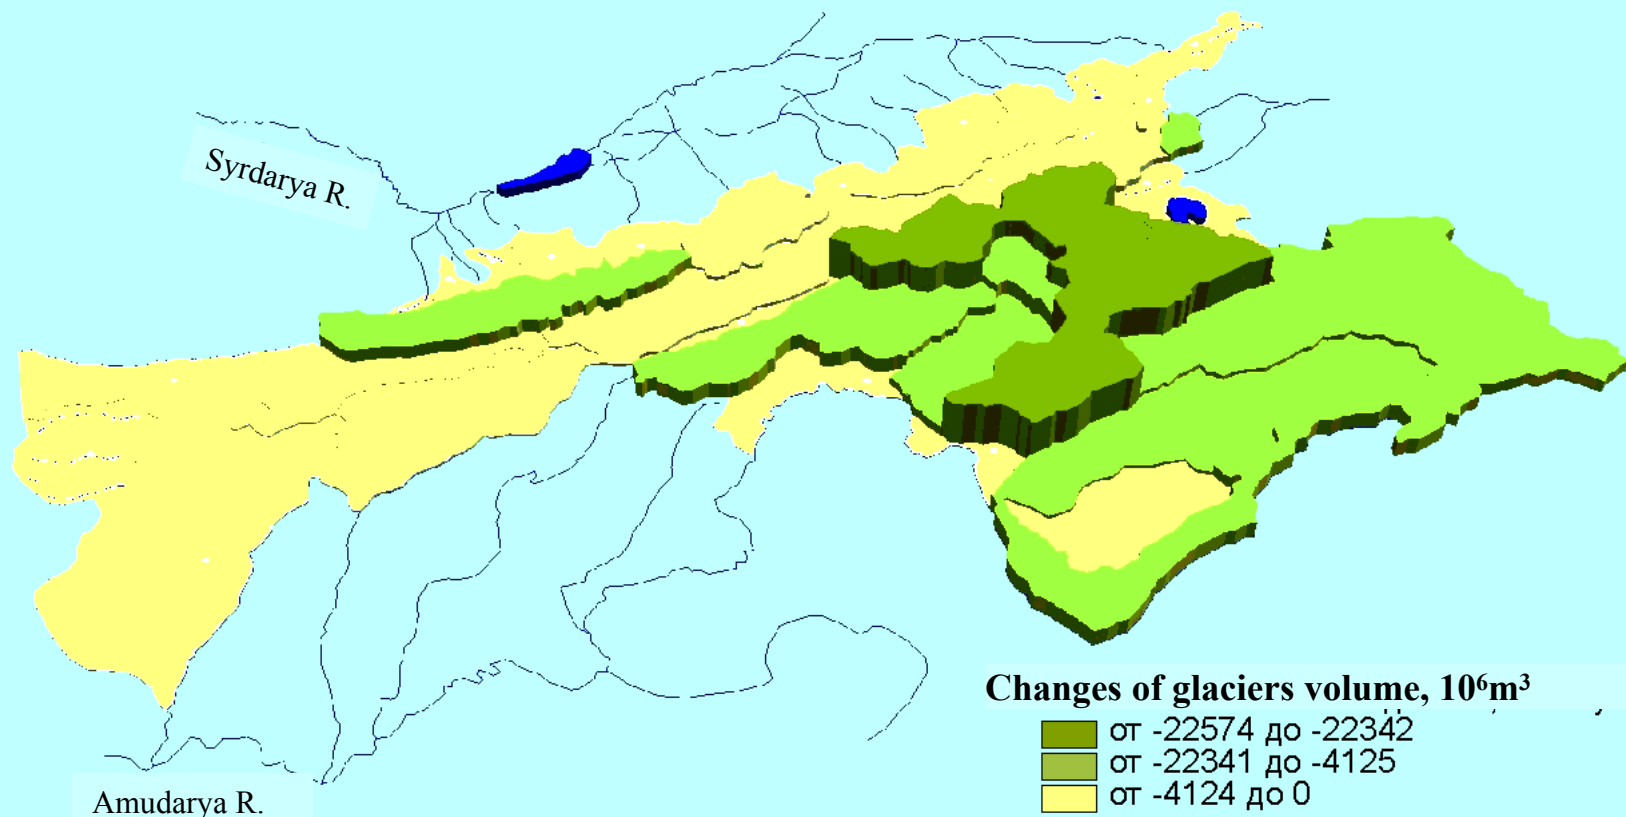 Syrdarya R.
Changes of glaciers volume, 10⁶m³
от -22574 до -22342
от -22341 до -4125
от -4124 до 0
Amudarya R.